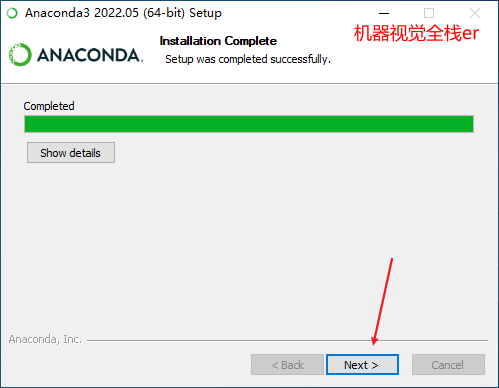 Anaconda3 2022.05 (64-bit) Setup
机器视觉全栈er
ANACONDA.
Installation Complete
Setup was completed successfully.
Completed
Show details
Anaconda, Inc.
< Back
Next >
Cancel